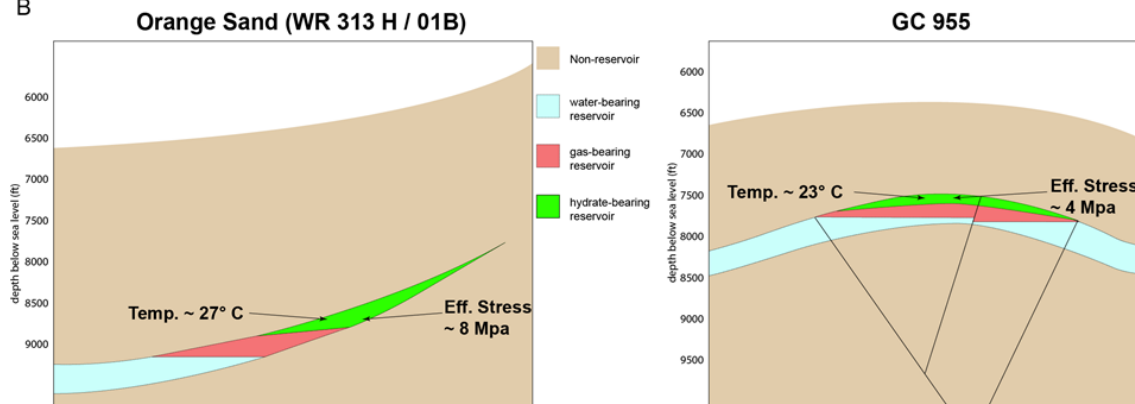 B
Orange Sand (WR 313 H / 01B)
depth below sea level (ft)
6000
6500
7000
7500
8000
8500
9000
Temp. ~ 27° C
Eff. Stress
~ 8 Mpa
Non-reservoir
water-bearing
reservoir
gas-bearing
reservoir
hydrate-bearing
reservoir
GC 955
depth below sea level (ft)
6000
6500
7000
7500
8000
8500
9000
9500
Temp. ~ 23° C
Eff. Stress
~ 4 Mpa